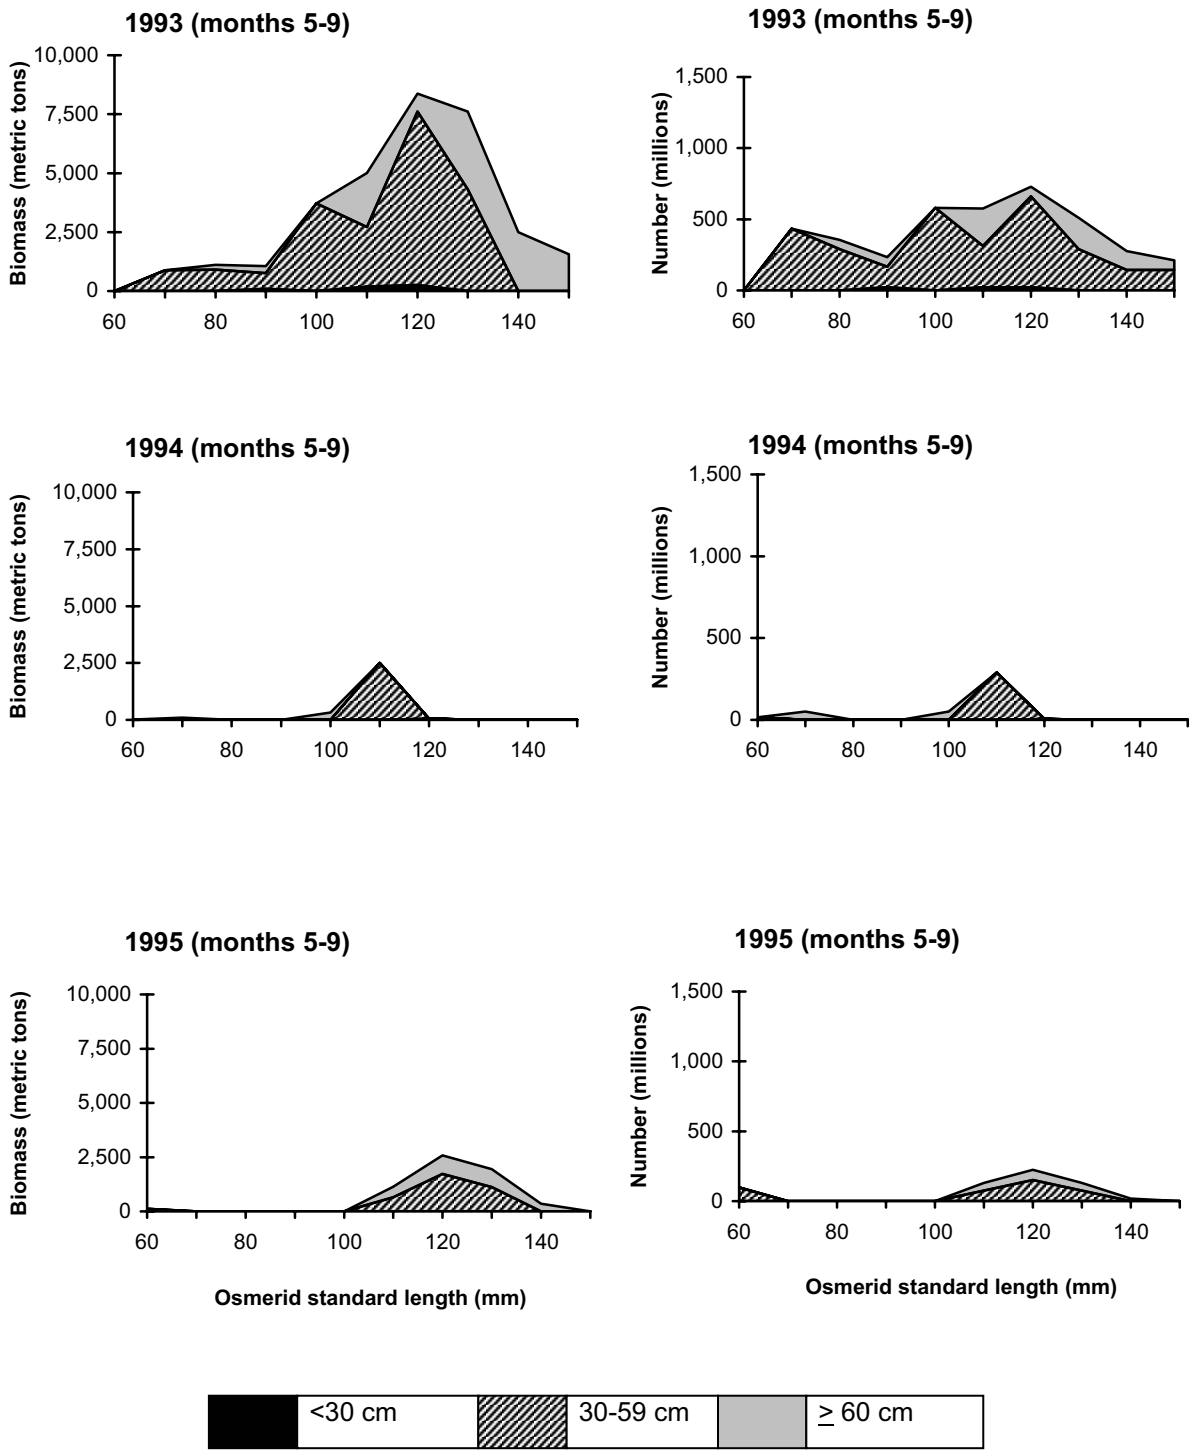 1993 (months 5-9)
Biomass (metric tons)
10,000
7,500
5,000
2,500
0
60 80 100 120 140
1993 (months 5-9)
Number (millions)
1,500
1,000
500
0
60 80 100 120 140
1994 (months 5-9)
Biomass (metric tons)
10,000
7,500
5,000
2,500
0
60 80 100 120 140
1994 (months 5-9)
Number (millions)
1,500
1,000
500
0
60 80 100 120 140
1995 (months 5-9)
Biomass (metric tons)
10,000
7,500
5,000
2,500
0
60 80 100 120 140
Osmerid standard length (mm)
1995 (months 5-9)
Number (millions)
1,500
1,000
500
0
60 80 100 120 140
Osmerid standard length (mm)
<30 cm 30-59 cm ≥ 60 cm